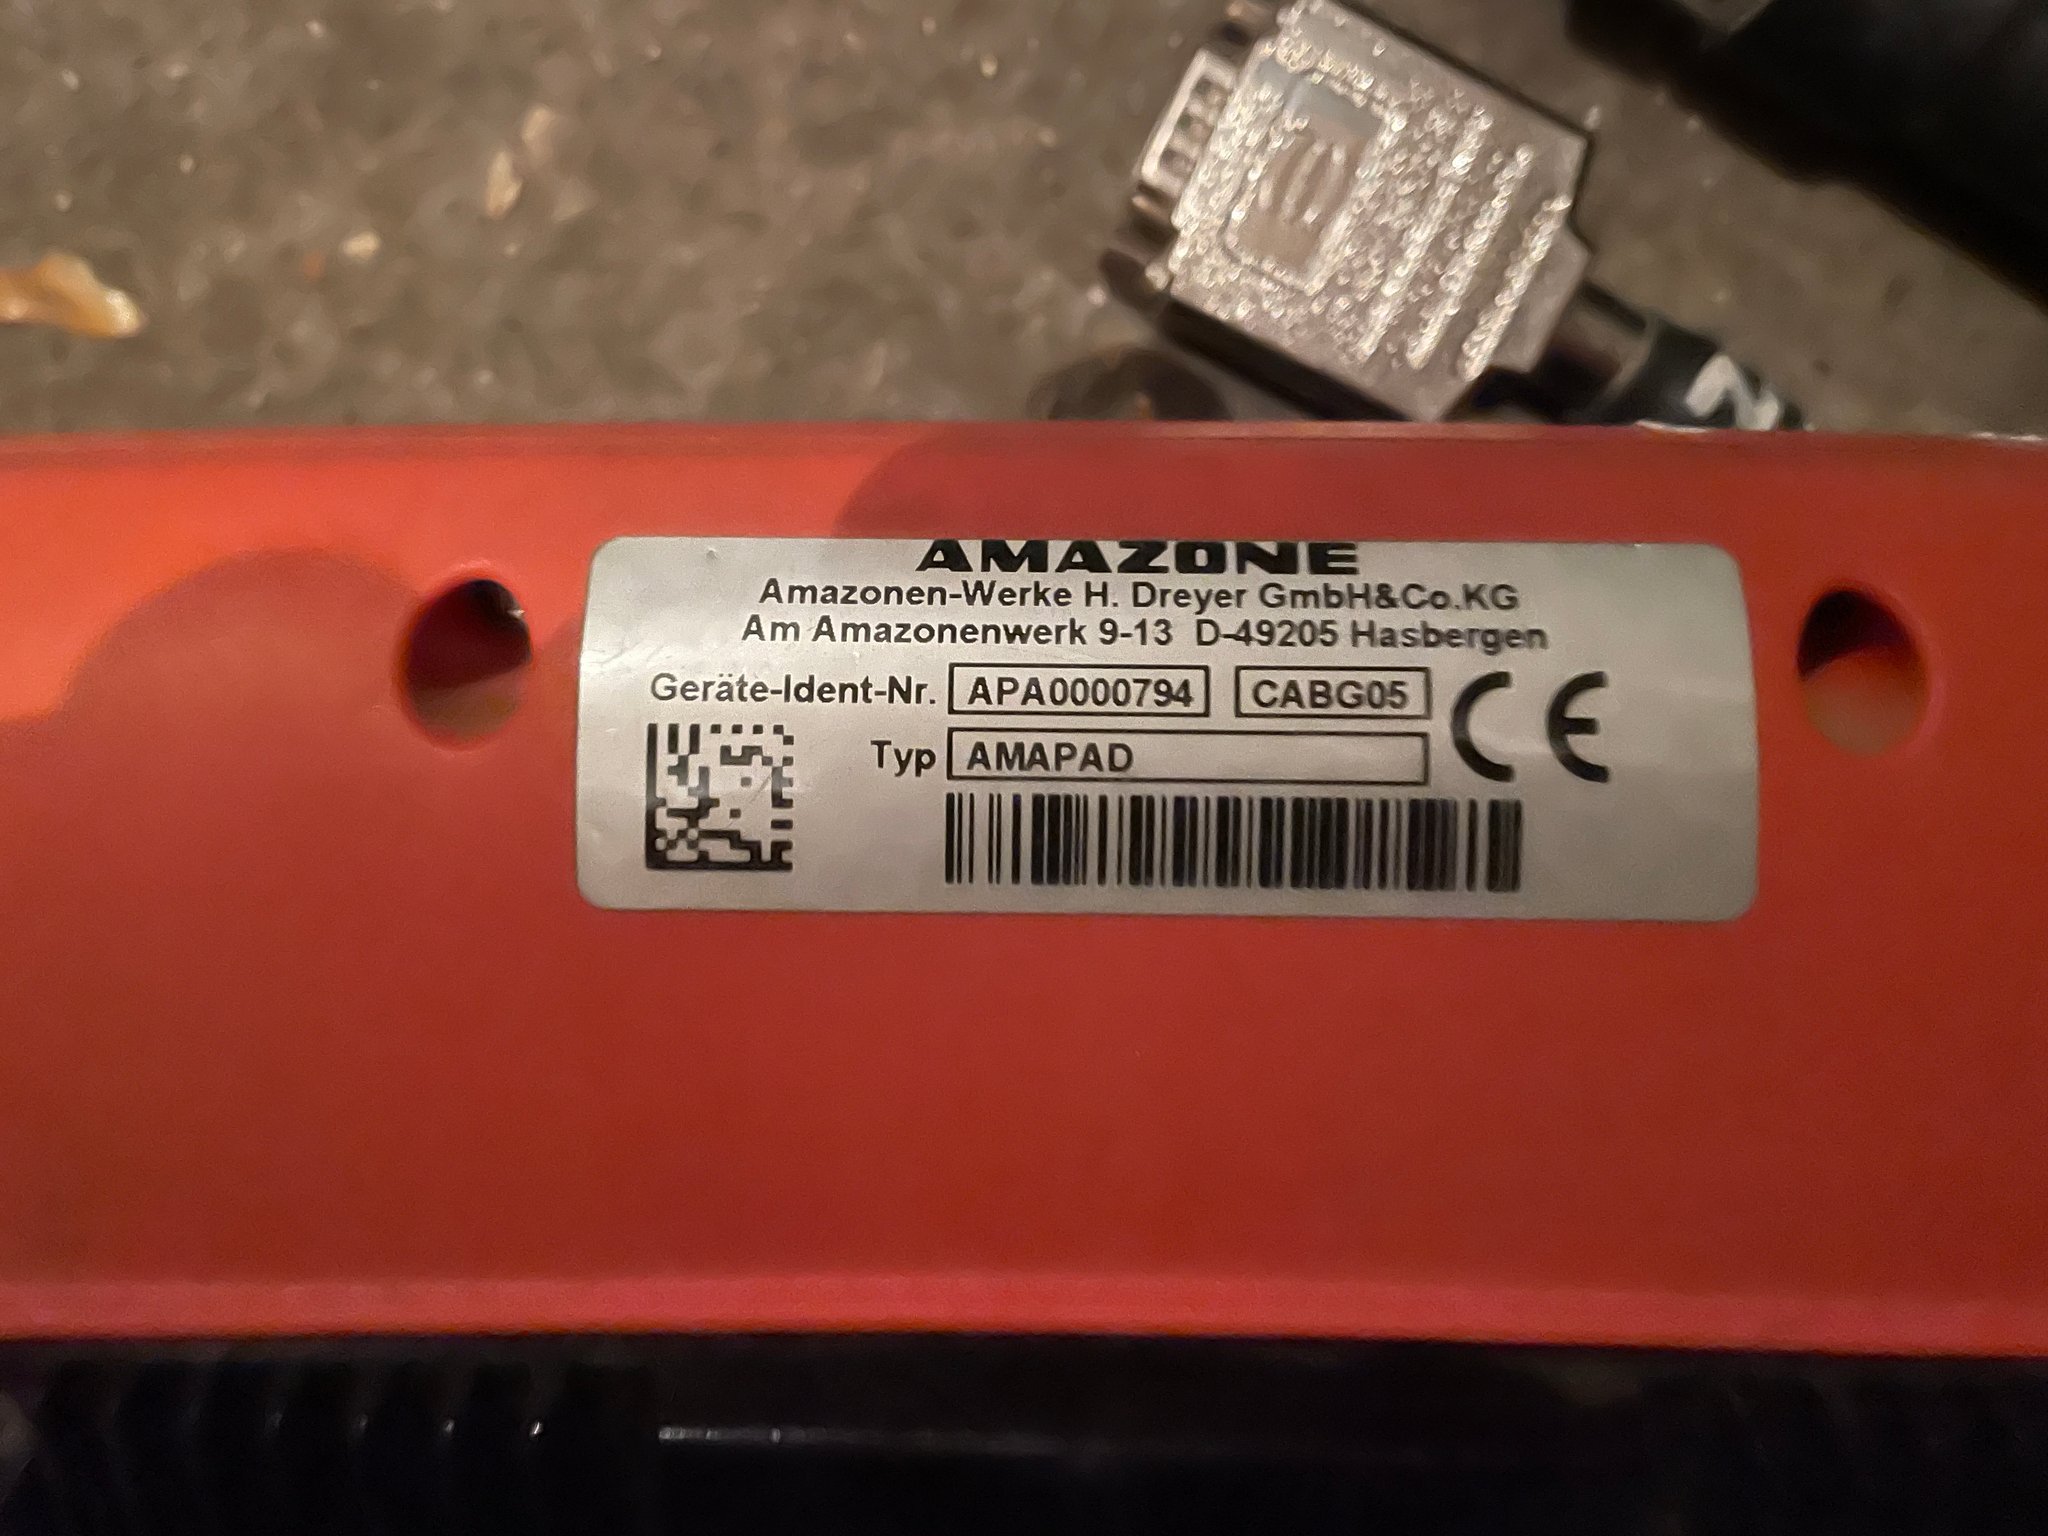 AMAZONE
Amazonen-Werke H. Dreyer GmbH&Co.KG
Am Amazonenwerk 9-13 D-49205 Hasbergen
Geräte-Ident-Nr. APA0000794 CABG05 CE
Typ AMAPAD